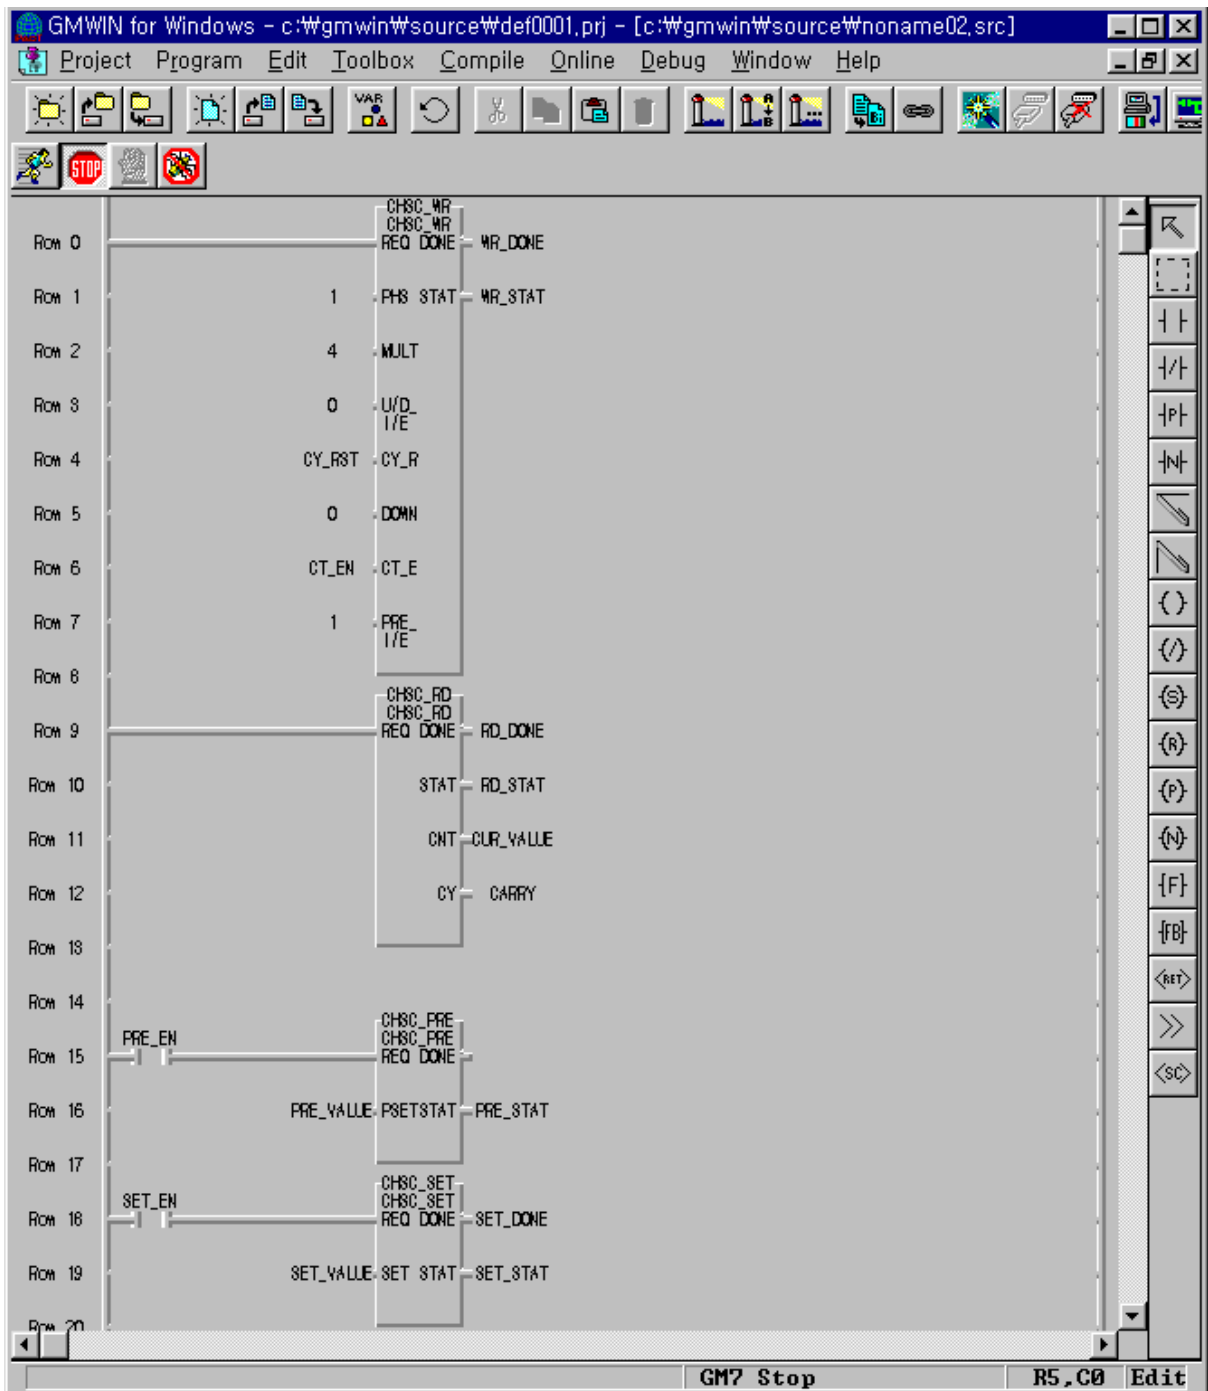 GMWIN for Windows - c:₩gmwin₩source₩def0001.prj - [c:₩gmwin₩source₩noname02.src]
Project Program Edit Toolbox Compile Online Debug Window Help
VAR
STOP
CHSC_WR
CHSC_WR
Row 0 REQ DONE WR_DONE
Row 1 1 PHS STAT WR_STAT
Row 2 4 MULT
Row 3 0 U/D_
I/E
Row 4 CY_RST CY_R
Row 5 0 DOWN
Row 6 CT_EN CT_E
Row 7 1 PRE_
I/E
Row 8
CHSC_RD
CHSC_RD
Row 9 REQ DONE RD_DONE
Row 10 STAT RD_STAT
Row 11 CNT CUR_VALUE
Row 12 CY CARRY
Row 13
Row 14
CHSC_PRE
PRE_EN CHSC_PRE
Row 15 REQ DONE
Row 16 PRE_VALUE PSET STAT PRE_STAT
Row 17
CHSC_SET
SET_EN CHSC_SET
Row 18 REQ DONE SET_DONE
Row 19 SET_VALUE SET STAT SET_STAT
Row 20
P
N
S
R
P
N
F
FB
RET
SC
GM7 Stop R5,C0 Edit